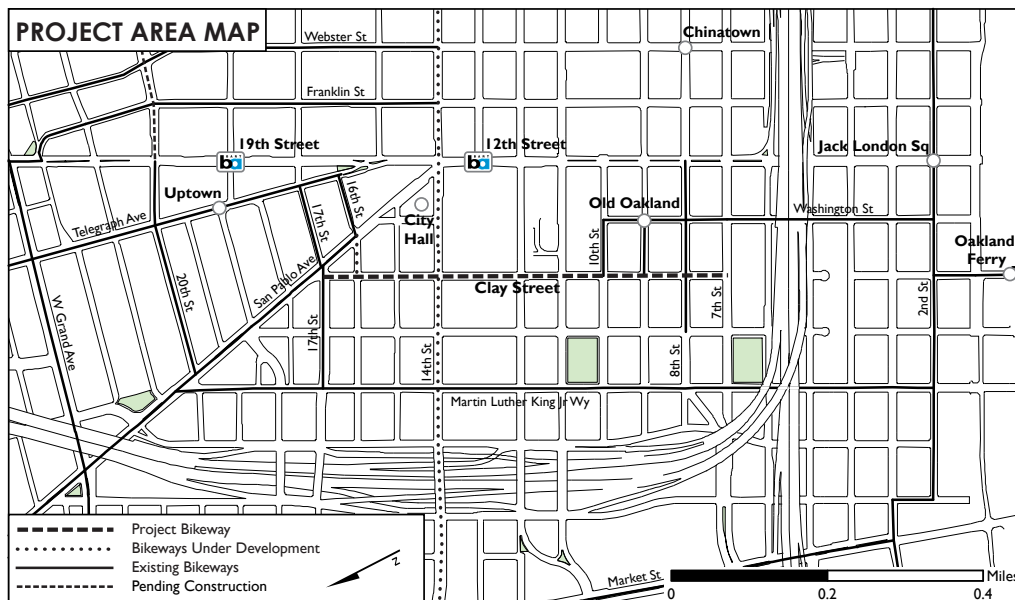 PROJECT AREA MAP
Webster St
Chinatown
Franklin St
19th Street
ba
12th Street
ba
Jack London Sq
Uptown
16th St
17th St
City
Hall
Old Oakland
Washington St
Telegraph Ave
10th St
Oakland
Ferry
San Pablo Ave
20th St
Clay Street
7th St
2nd St
W Grand Ave
17th St
14th St
8th St
Martin Luther King Jr Wy
Project Bikeway
Bikeways Under Development
Existing Bikeways
Pending Construction
N
Market St
Miles
0
0.2
0.4